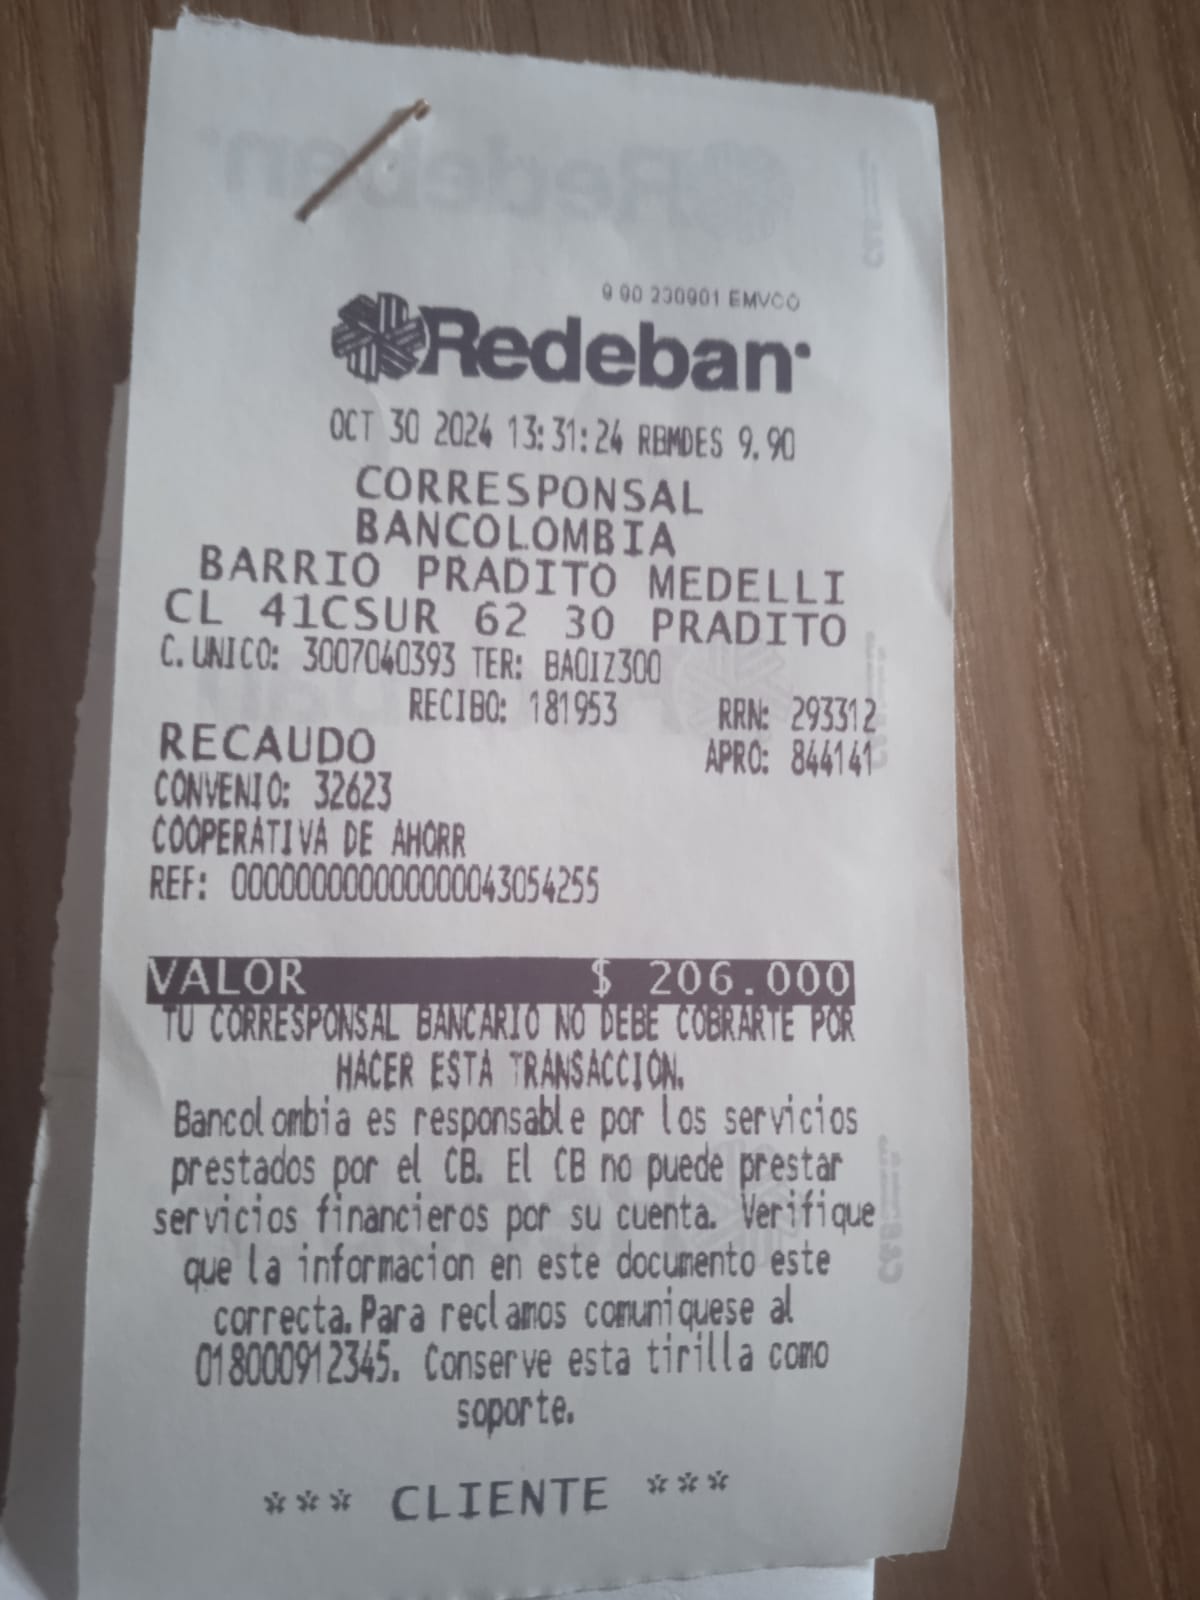 9 90 230901 EMVCO
Redeban
OCT 30 2024 13:31:24 RBMDES 9.90
CORRESPONSAL
BANCOLOMBIA
BARRIO PRADITO MEDELLI
CL 41CSUR 62 30 PRADITO
C. UNICO: 3007040393 TER: BAOIZ300
RECIBO: 181953 RRN: 293312
RECAUDO APRO: 844141
CONVENIO: 32623
COOPERATIVA DE AHORR
REF: 000000000000000043054255
VALOR $ 206.000
TU CORRESPONSAL BANCARIO NO DEBE COBRARTE POR
HACER ESTA TRANSACCION.
Bancolombia es responsable por los servicios
prestados por el CB. El CB no puede prestar
servicios financieros por su cuenta. Verifique
que la informacion en este documento este
correcta. Para reclamos comuniquese al
018000912345. Conserve esta tirilla como
soporte.
*** CLIENTE ***